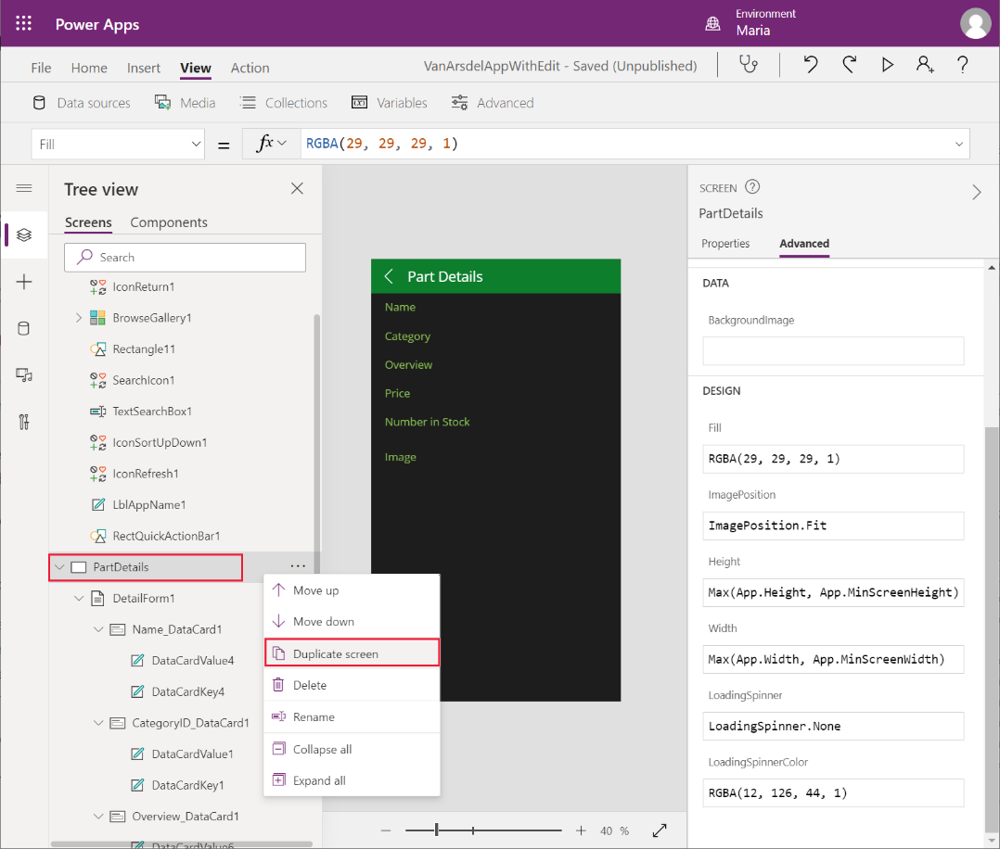 Power Apps
Environment
Maria
File Home Insert View Action
VanArsdelAppWithEdit - Saved (Unpublished)
?
Data sources Media Collections Variables Advanced
Fill = fx RGBA(29, 29, 29, 1)
Tree view
Screens Components
Search
IconReturn1
BrowseGallery1
Rectangle11
SearchIcon1
TextSearchBox1
IconSortUpDown1
IconRefresh1
LblAppName1
RectQuickActionBar1
PartDetails ...
DetailForm1
Name_DataCard1
DataCardValue4
DataCardKey4
CategoryID_DataCard1
DataCardValue1
DataCardKey1
Overview_DataCard1
DataCardValue6
Move up
Move down
Duplicate screen
Delete
Rename
Collapse all
Expand all
Part Details
Name
Category
Overview
Price
Number in Stock
Image
40 %
SCREEN ?
PartDetails
Properties Advanced
DATA
BackgroundImage
DESIGN
Fill
RGBA(29, 29, 29, 1)
ImagePosition
ImagePosition.Fit
Height
Max(App.Height, App.MinScreenHeight)
Width
Max(App.Width, App.MinScreenWidth)
LoadingSpinner
LoadingSpinner.None
LoadingSpinnerColor
RGBA(12, 126, 44, 1)